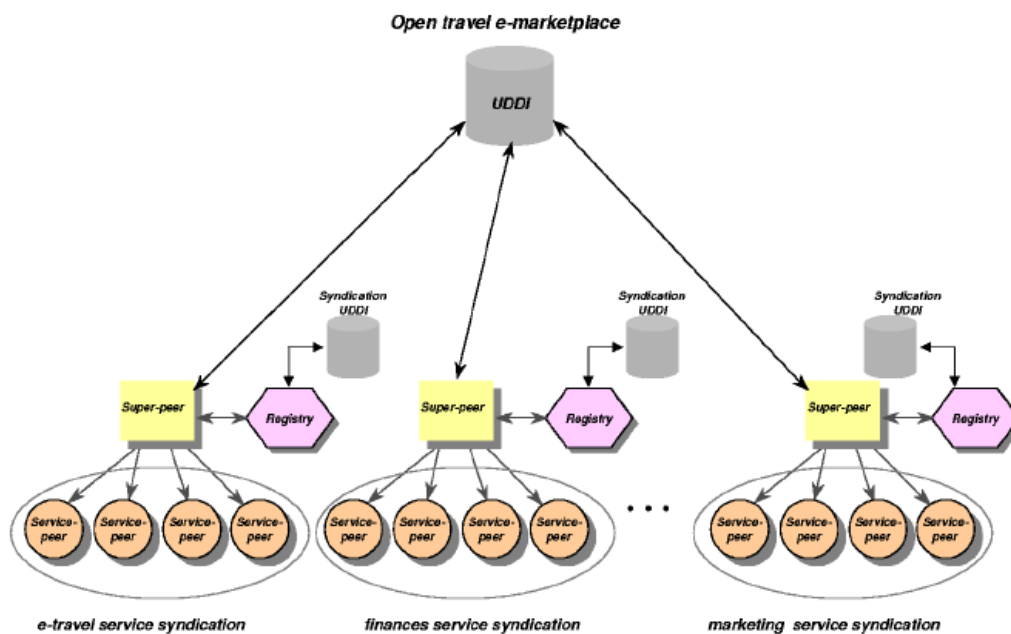 Open travel e-marketplace
UDDI
Syndication
UDDI
Syndication
UDDI
Syndication
UDDI
Super-peer
Registry
Super-peer
Registry
Super-peer
Registry
Service-
peer
Service-
peer
Service-
peer
Service-
peer
Service-
peer
Service-
peer
Service-
peer
Service-
peer
• • •
Service-
peer
Service-
peer
Service-
peer
Service-
peer
e-travel service syndication
finances service syndication
marketing service syndication